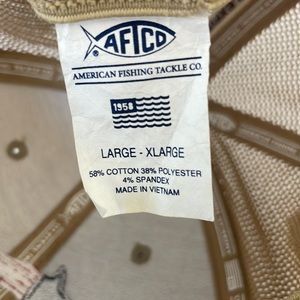 AFTCO
AMERICAN FISHING TACKLE CO.
1958
LARGE - XLARGE
58% COTTON 38% POLYESTER
4% SPANDEX
MADE IN VIETNAM